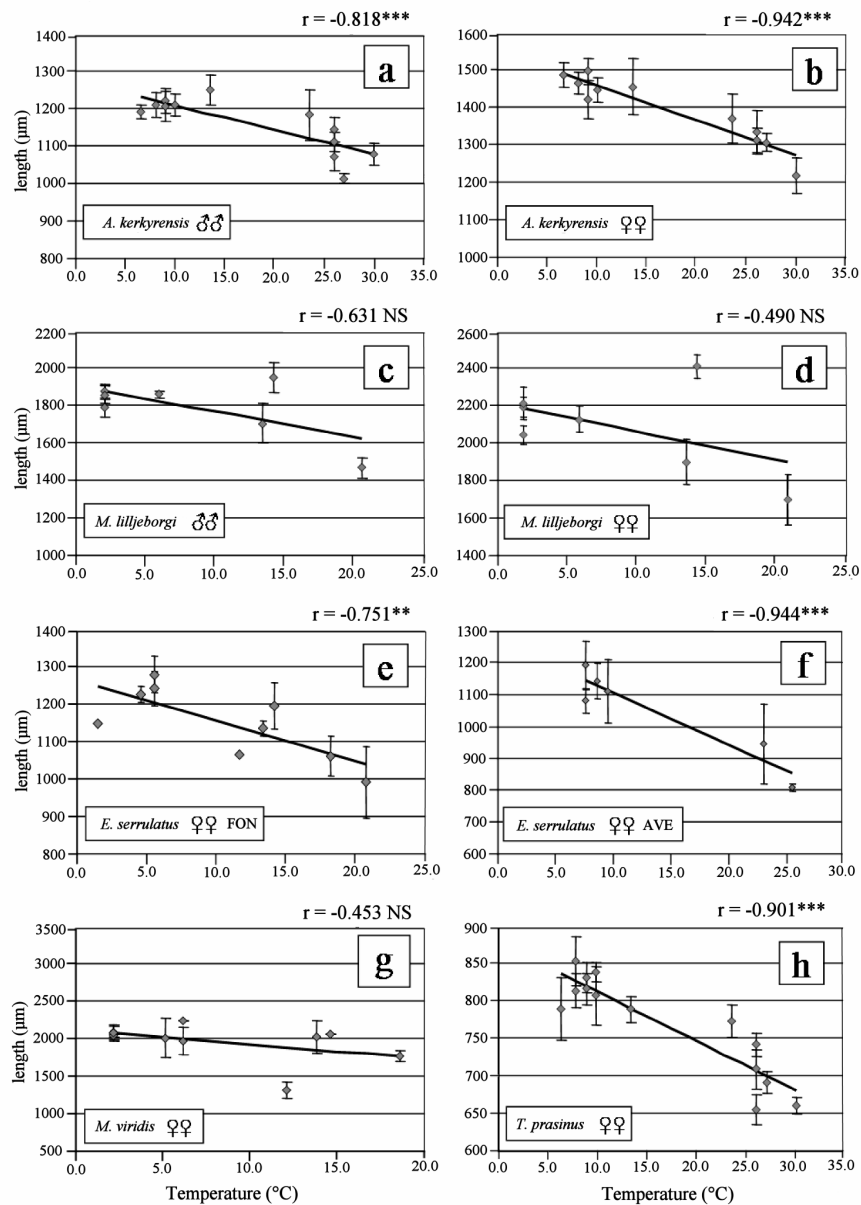 r = -0.818***
1400
1300
1200
1100
1000
900
800
length (µm)
a
A. kerkyrensis ♂♂
0.0 5.0 10.0 15.0 20.0 25.0 30.0 35.0
r = -0.942***
1600
1500
1400
1300
1200
1100
1000
b
A. kerkyrensis ♀♀
0.0 5.0 10.0 15.0 20.0 25.0 30.0 35.0
r = -0.631 NS
2200
2000
1800
1600
1400
1200
1000
length (µm)
c
M. lilljeborgi ♂♂
0.0 5.0 10.0 15.0 20.0 25.0
r = -0.490 NS
2600
2400
2200
2000
1800
1600
1400
d
M. lilljeborgi ♀♀
0.0 5.0 10.0 15.0 20.0 25.0
r = -0.751**
1400
1300
1200
1100
1000
900
800
length (µm)
e
E. serrulatus ♀♀ FON
0.0 5.0 10.0 15.0 20.0 25.0
r = -0.944***
1300
1200
1100
1000
900
800
700
600
f
E. serrulatus ♀♀ AVE
0.0 5.0 10.0 15.0 20.0 25.0 30.0
r = -0.453 NS
3500
3000
2500
2000
1500
1000
500
length (µm)
g
M. viridis ♀♀
0.0 5.0 10.0 15.0 20.0
Temperature (°C)
r = -0.901***
900
850
800
750
700
650
600
h
T. prasinus ♀♀
0.0 5.0 10.0 15.0 20.0 25.0 30.0 35.0
Temperature (°C)